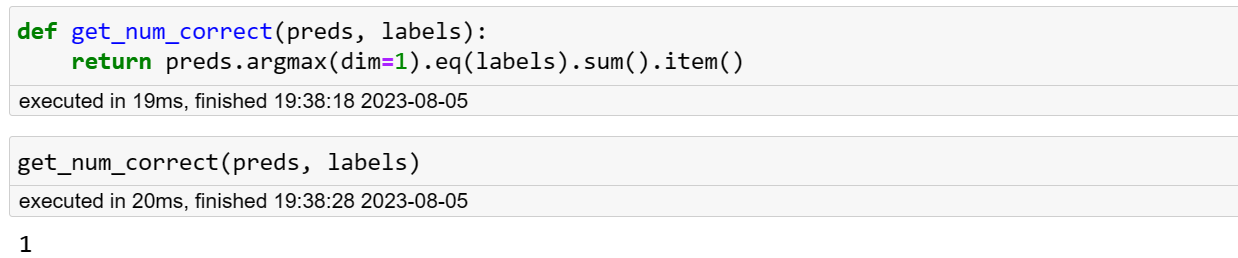 def get_num_correct(preds, labels):
    return preds.argmax(dim=1).eq(labels).sum().item()
executed in 19ms, finished 19:38:18 2023-08-05
get_num_correct(preds, labels)
executed in 20ms, finished 19:38:28 2023-08-05
1